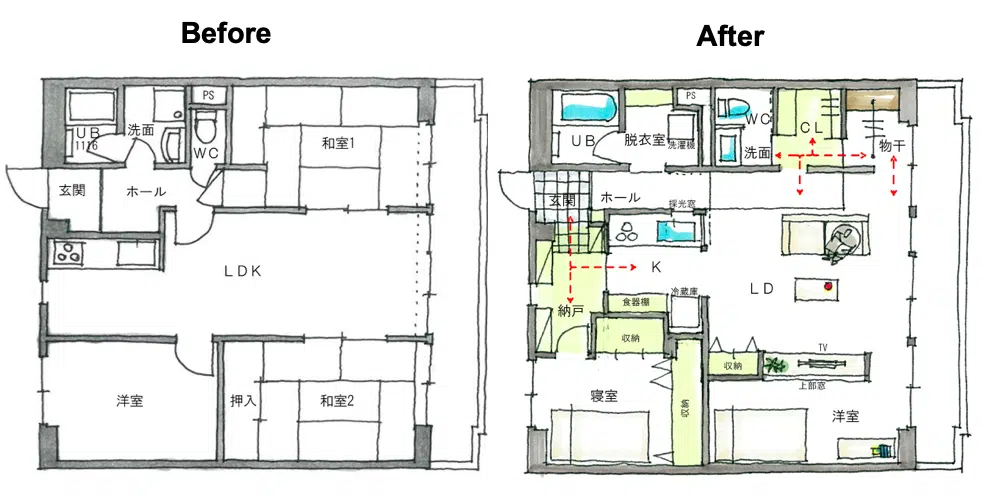 Before
After
PS
UB
1116
洗面
WC
和室1
玄関
ホール
LDK
洋室
押入
和室2
PS
UB
脱衣室
洗濯機
WC
洗面
CL
物干
玄関
ホール
採光窓
K
LD
納戸
食器棚
冷蔵庫
収納
収納
TV
上部窓
寝室
収納
洋室